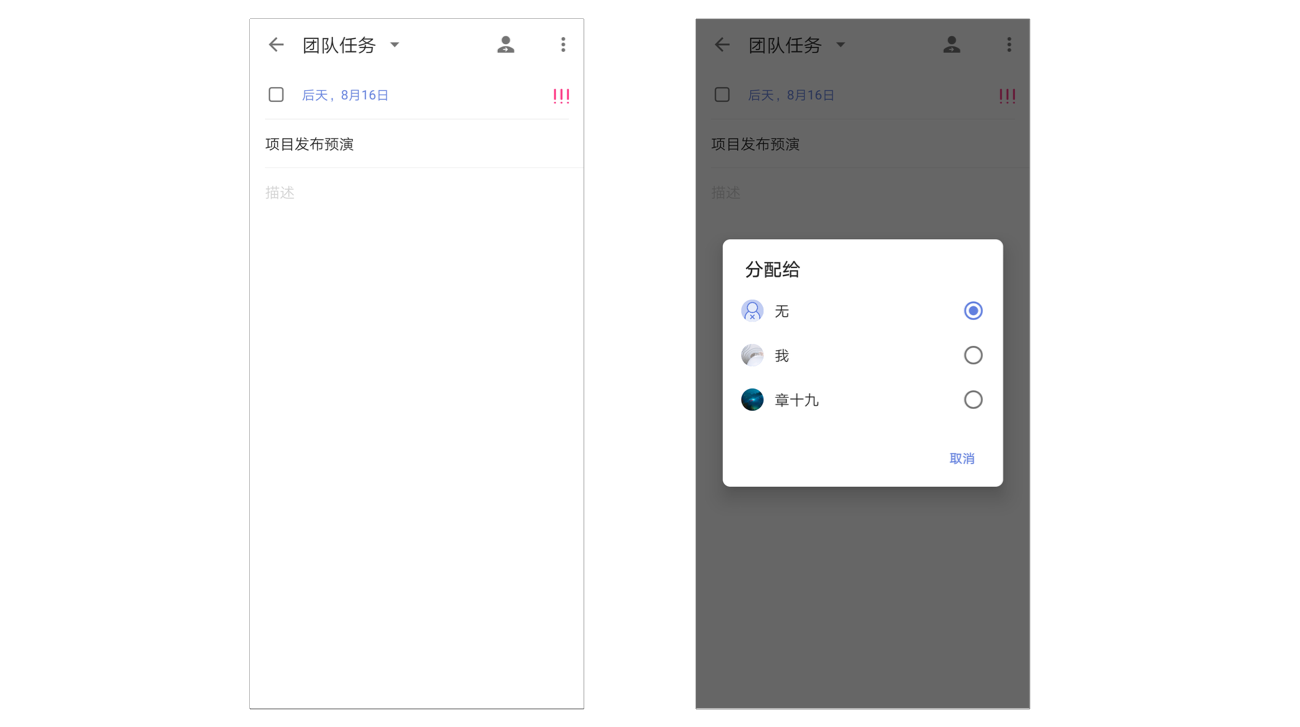 团队任务
后天，8月16日
!!!
项目发布预演
描述
团队任务
后天，8月16日
!!!
项目发布预演
描述
分配给
无
我
章十九
取消